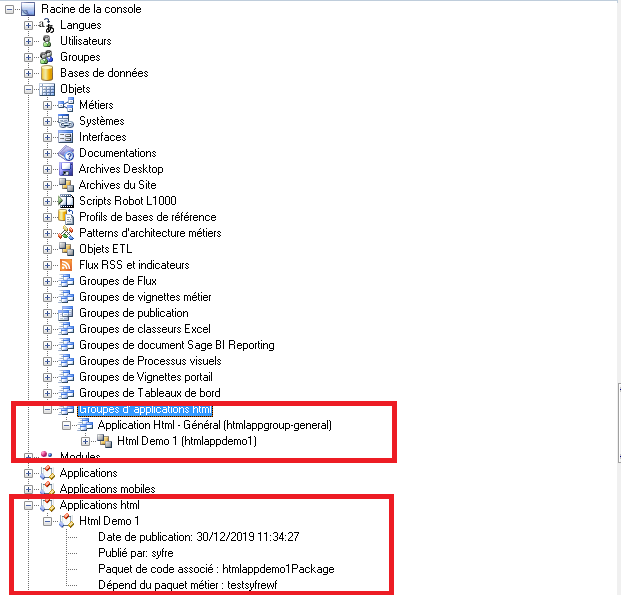 Racine de la console
Langues
Utilisateurs
Groupes
Bases de données
Objets
Métiers
Systèmes
Interfaces
Documentations
Archives Desktop
Archives du Site
Scripts Robot L1000
Profils de bases de référence
Patterns d'architecture métiers
Objets ETL
Flux RSS et indicateurs
Groupes de Flux
Groupes de vignettes métier
Groupes de publication
Groupes de classeurs Excel
Groupes de document Sage BI Reporting
Groupes de Processus visuels
Groupes de Vignettes portail
Groupes de Tableaux de bord
Groupes d'applications html
Application Html - Général (htmlappgroup-general)
Html Demo 1 (htmlappdemo1)
Modules
Applications
Applications mobiles
Applications html
Html Demo 1
Date de publication: 30/12/2019 11:34:27
Publié par: syfre
Paquet de code associé : htmlappdemo1Package
Dépend du paquet métier : testsyfrewf